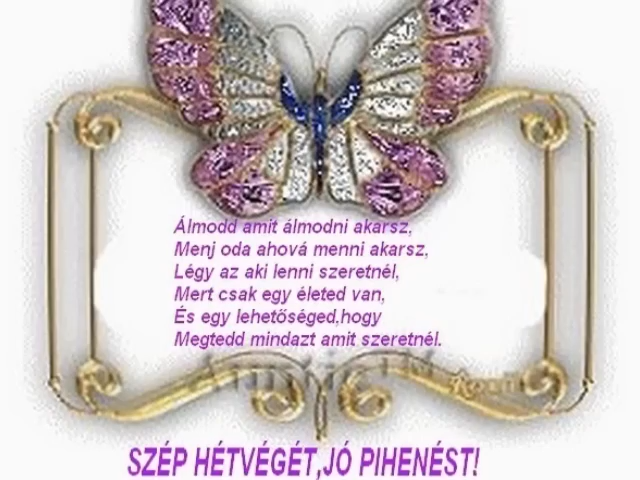 Álmodd amit álmodni akarsz,
Menj oda ahová menni akarsz,
Légy az aki lenni szeretnél,
Mert csak egy életed van,
És egy lehetőséged,hogy
Megtedd mindazt amit szeretnél.
SZÉP HÉTVÉGÉT,JÓ PIHENÉST!